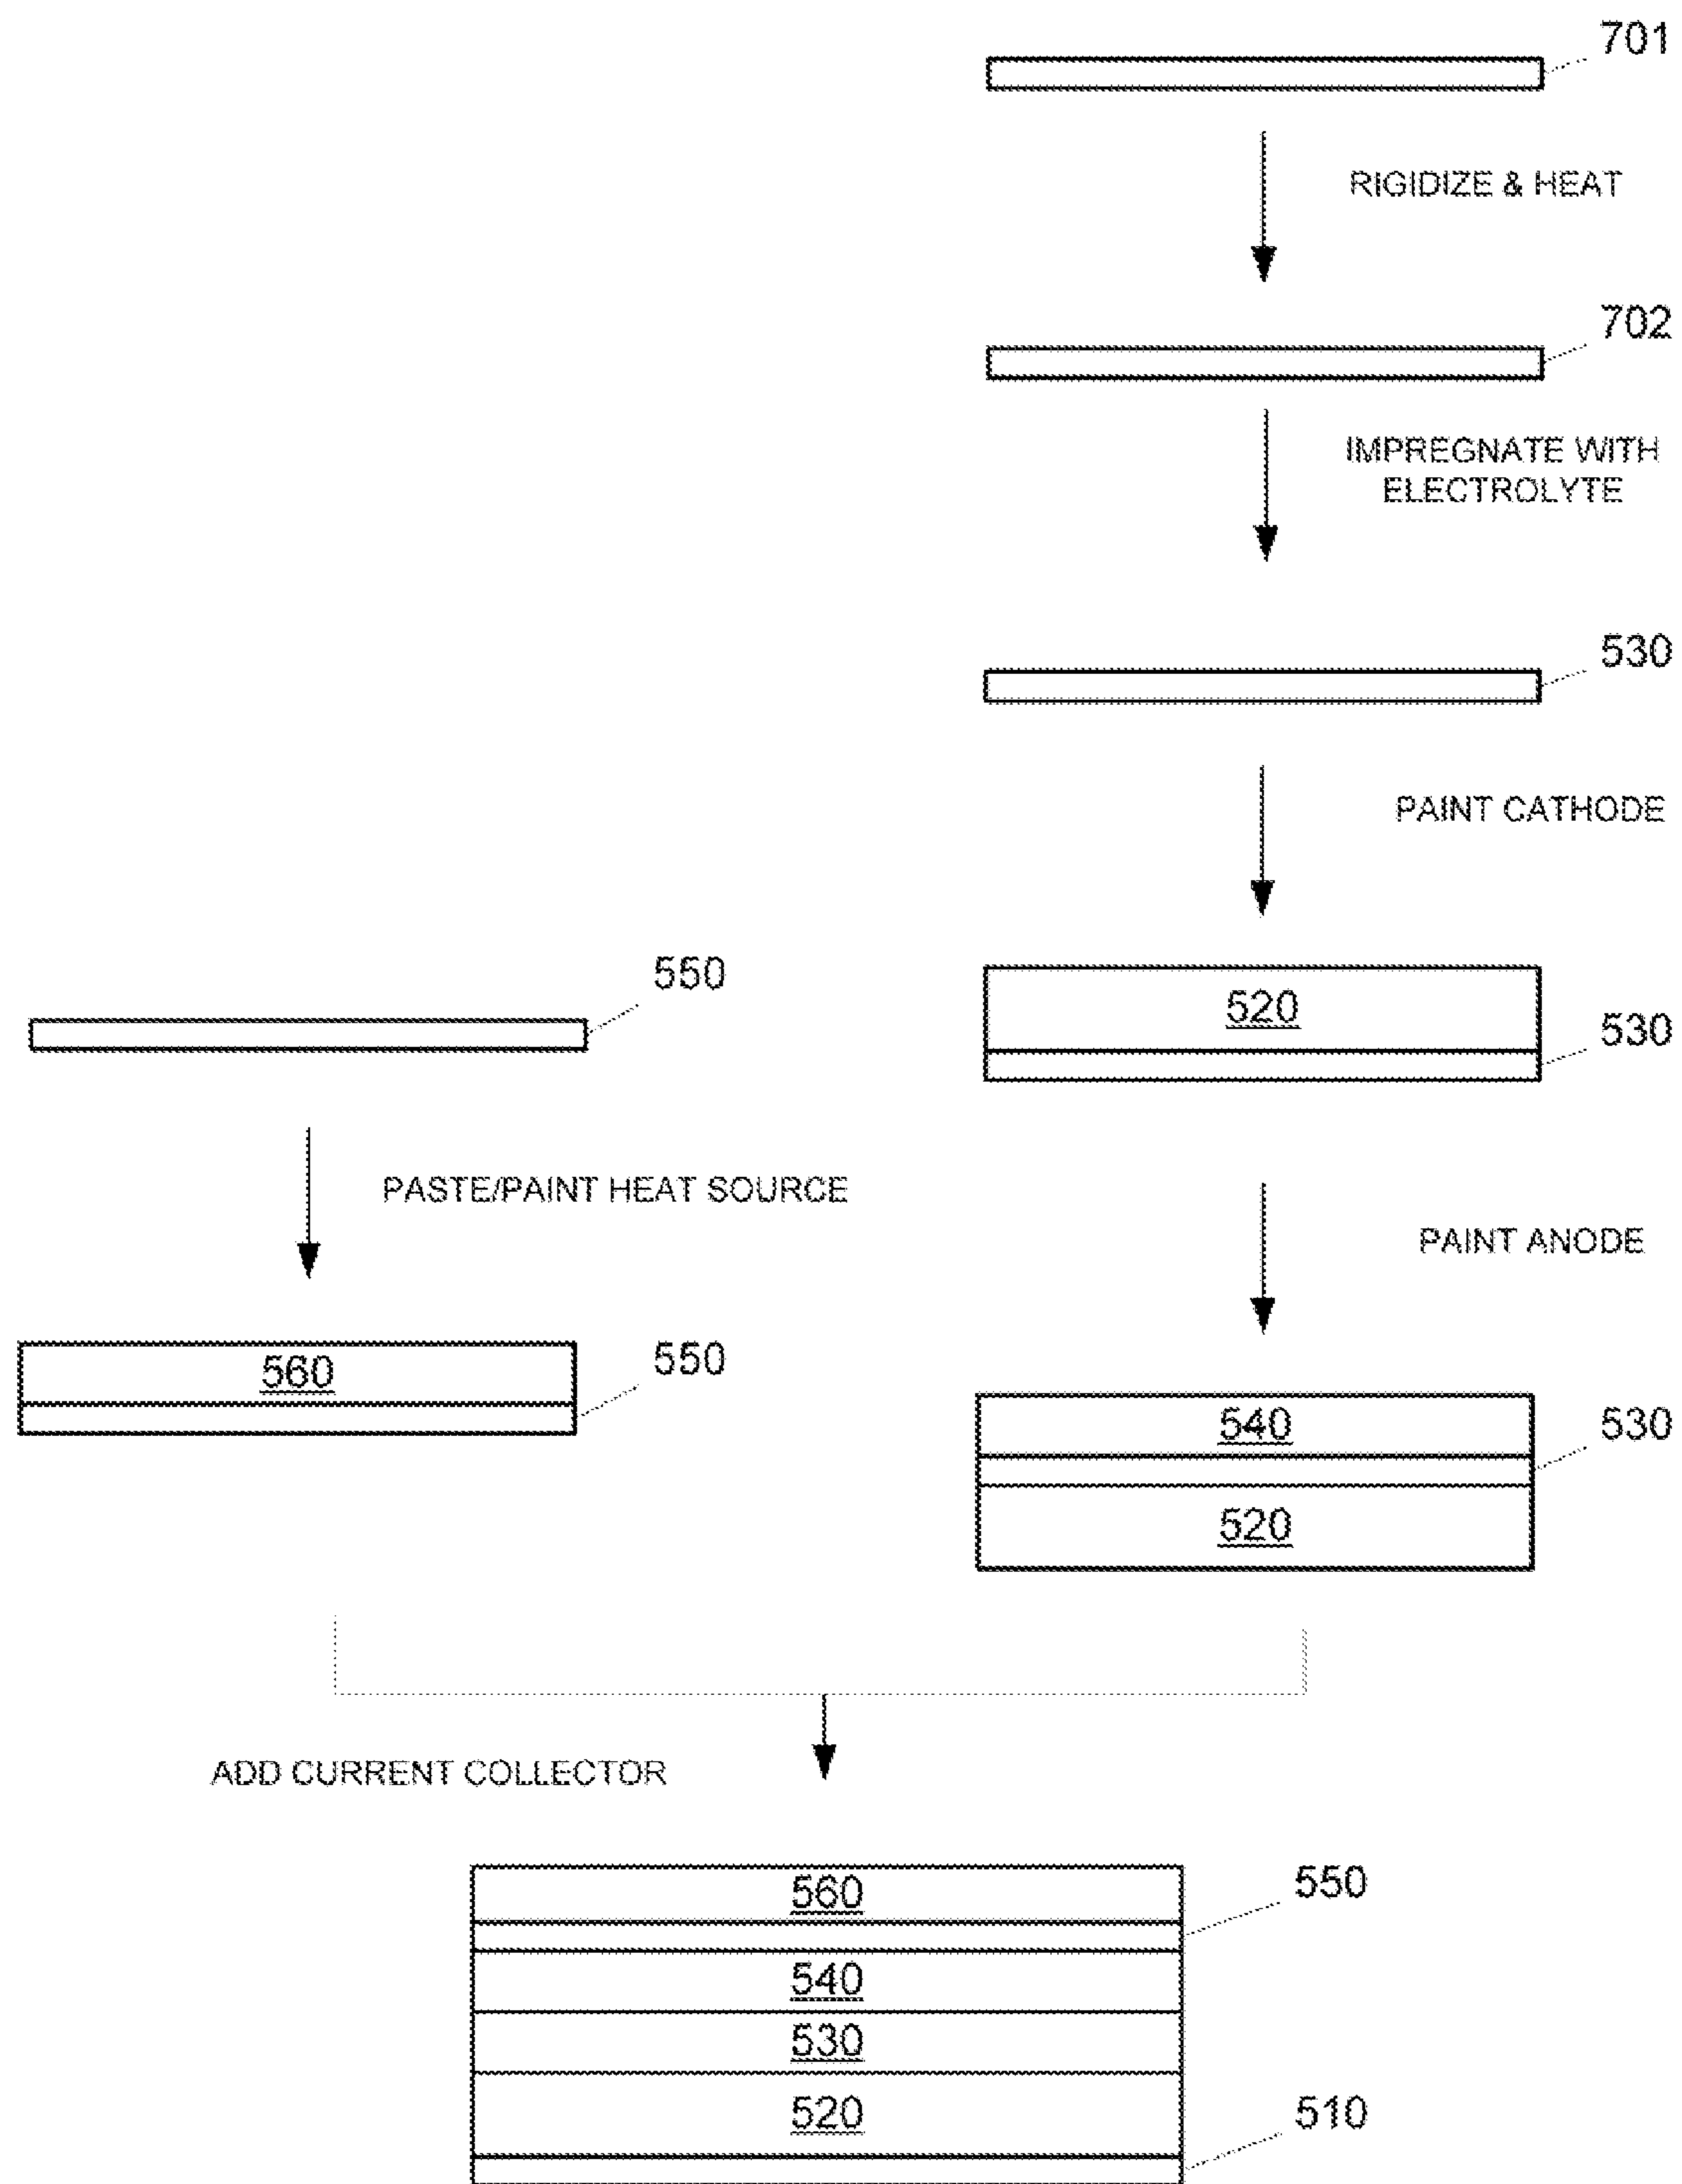 701
RIGIDIZE & HEAT
702
IMPREGNATE WITH
ELECTROLYTE
530
PAINT CATHODE
550
520
530
PASTE/PAINT HEAT SOURCE
PAINT ANODE
560
550
540
530
520
ADD CURRENT COLLECTOR
560
550
540
530
520
510